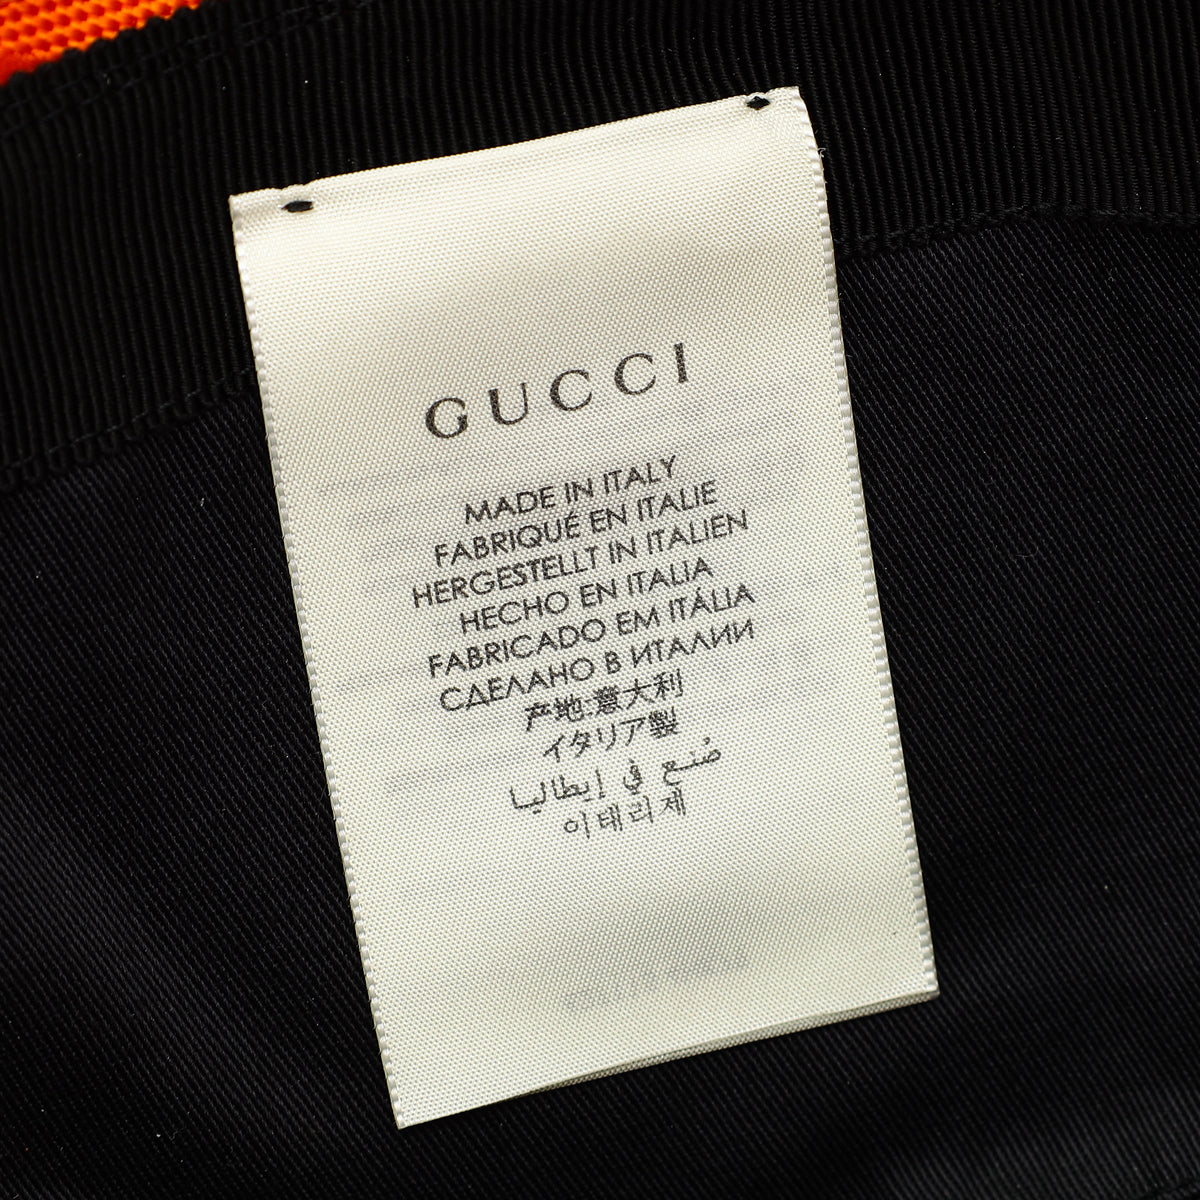 GUCCI
MADE IN ITALY
FABRIQUÉ EN ITALIE
HERGESTELLT IN ITALIEN
HECHO EN ITALIA
FABRICADO EM ITÁLIA
СДЕЛАНО В ИТАЛИИ
产地:意大利
イタリア製
صُنع في إيطاليا
이태리제